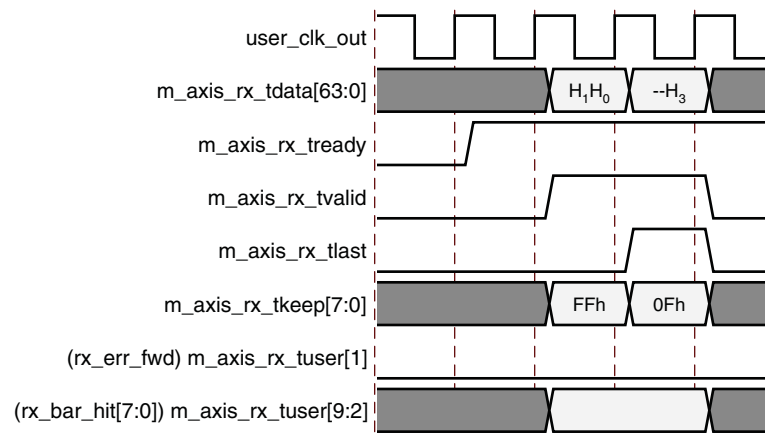 user_clk_out
m_axis_rx_tdata[63:0] H₁H₀ --H₃
m_axis_rx_tready
m_axis_rx_tvalid
m_axis_rx_tlast
m_axis_rx_tkeep[7:0] FFh 0Fh
(rx_err_fwd) m_axis_rx_tuser[1]
(rx_bar_hit[7:0]) m_axis_rx_tuser[9:2]